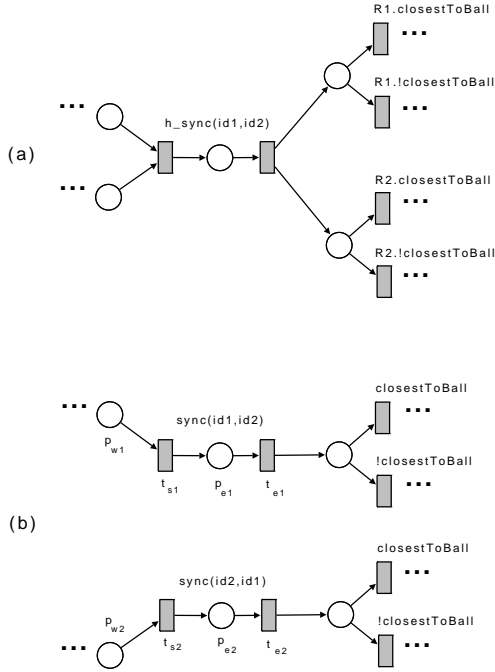 R1.closestToBall
R1.!closestToBall
h_sync(id1,id2)
(a)
R2.closestToBall
R2.!closestToBall
closestToBall
sync(id1,id2)
p w1
!closestToBall
t s1
p e1
t e1
(b)
closestToBall
sync(id2,id1)
p w2
!closestToBall
t s2
p e2
t e2